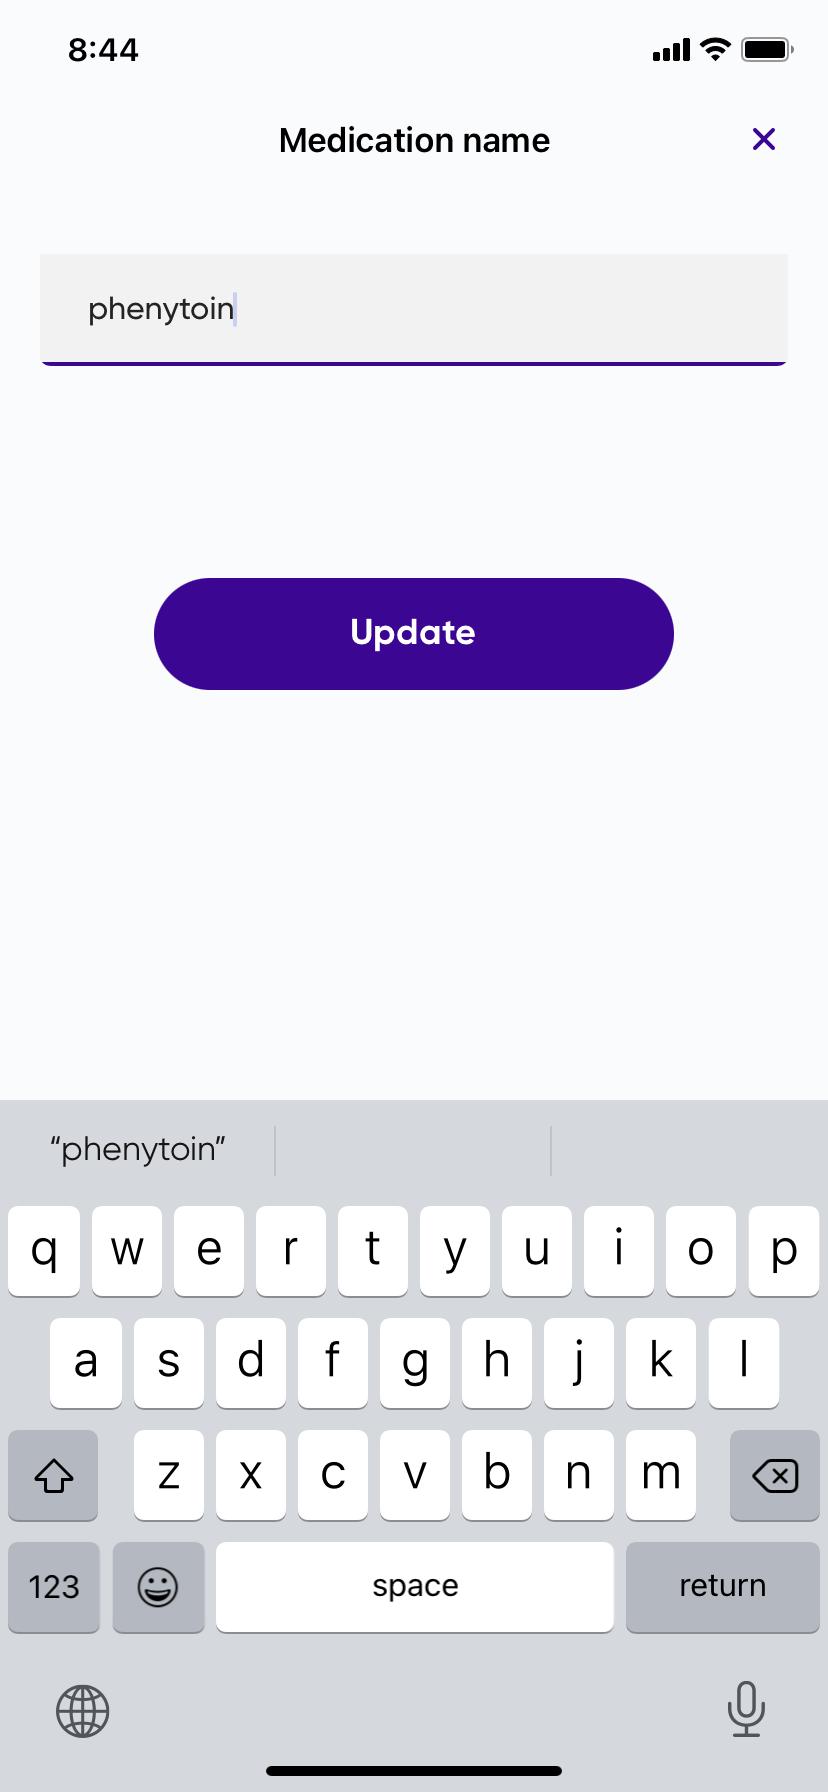 8:44
Medication name
phenytoin
Update
“phenytoin”
q w e r t y u i o p
a s d f g h j k l
z x c v b n m
123 space return